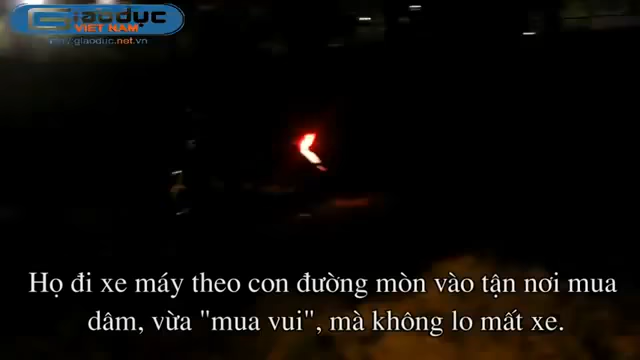 Giaoduc
VIỆT NAM
www.giaoduc.net.vn
Họ đi xe máy theo con đường mòn vào tận nơi mua
dâm, vừa "mua vui", mà không lo mất xe.